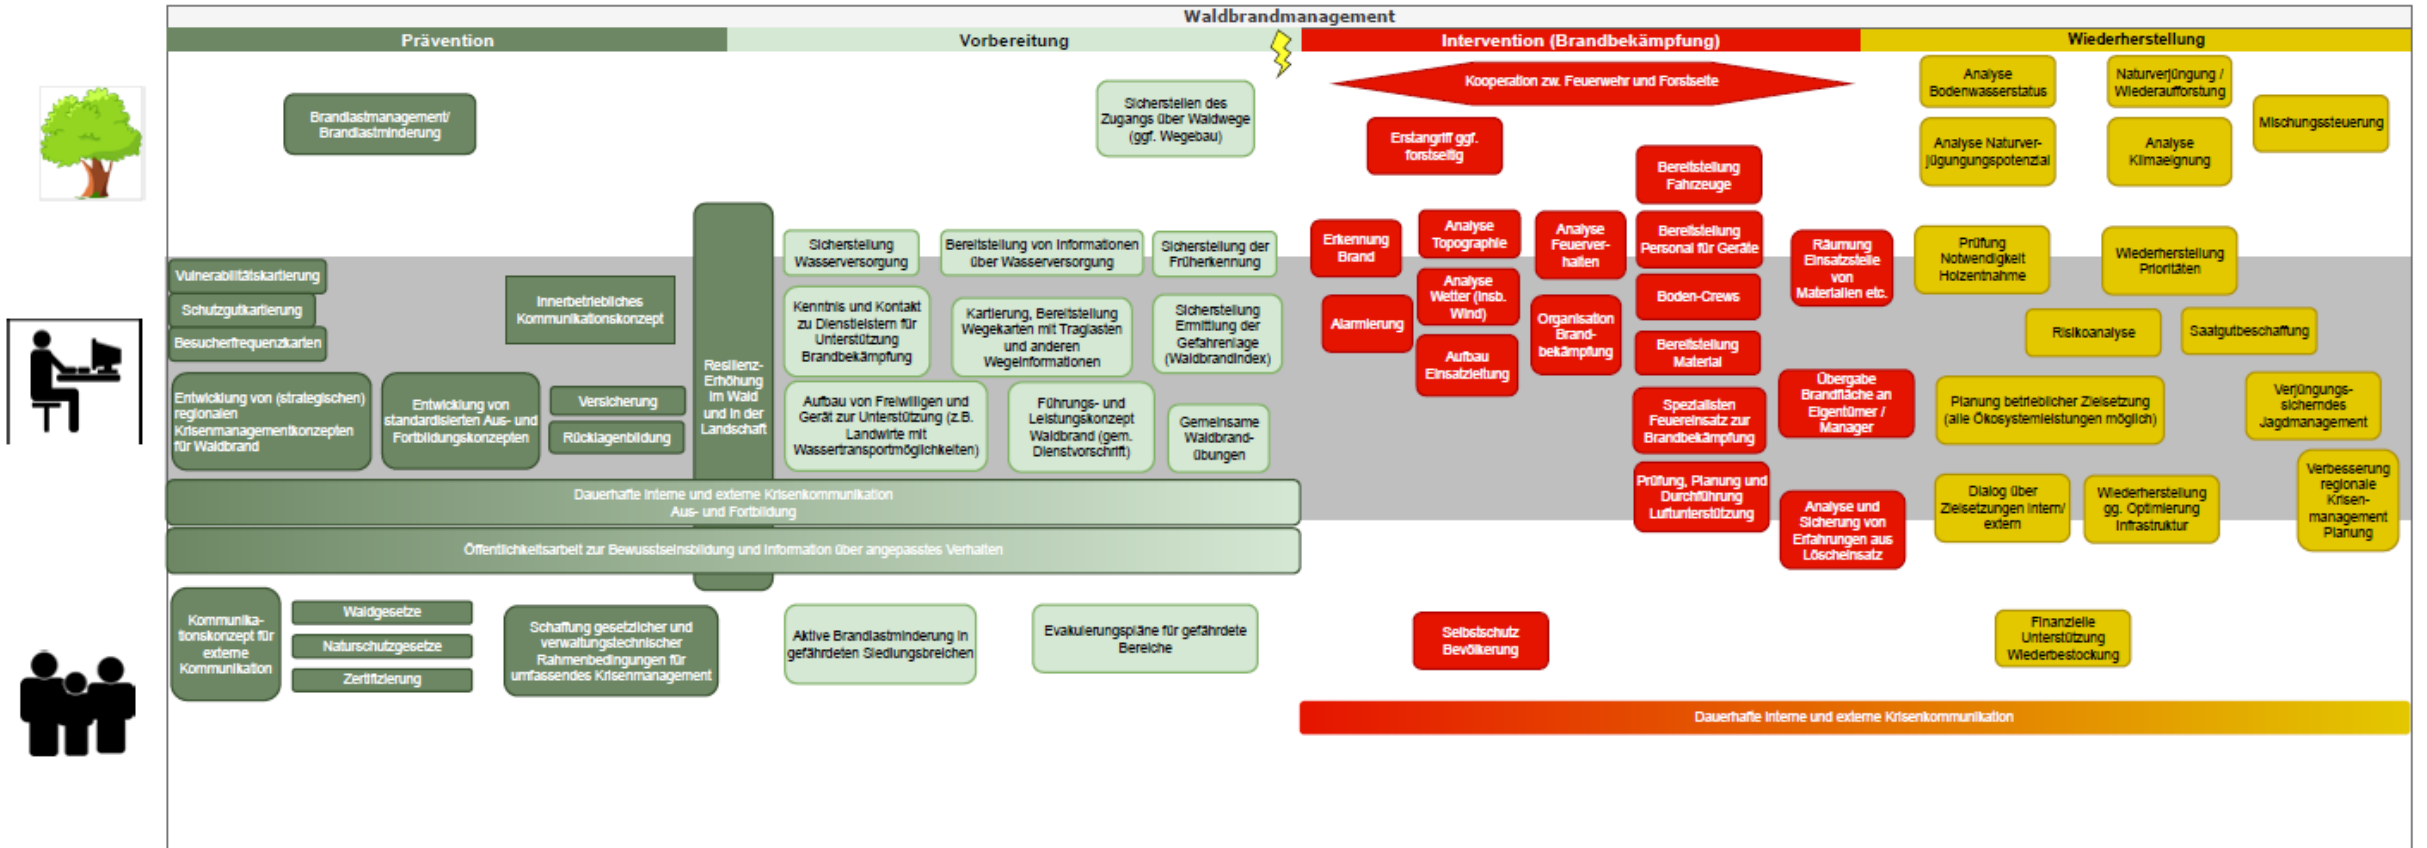 Waldbrandmanagement
Prävention
Vorbereitung
Intervention (Brandbekämpfung)
Wiederherstellung
Brandlastmanagement/
Brandlastminderung
Sicherstellen des
Zugangs über Waldwege
(ggf. Wegebau)
Kooperation zw. Feuerwehr und Forstseite
Erstangriff ggf.
forstseitig
Bereitstellung
Fahrzeuge
Analyse
Bodenwasserstatus
Naturverjüngung /
Wiederaufforstung
Mischungssteuerung
Analyse Naturver-
jügungungspotenzial
Analyse
Klimaeignung
Vulnerabilitätskartierung
Schutzgutkartierung
Besucherfrequenzkarten
Innerbetriebliches
Kommunikationskonzept
Entwicklung von (strategischen)
regionalen
Krisenmanagementkonzepten
für Waldbrand
Entwicklung von
standardisierten Aus- und
Fortbildungskonzepten
Versicherung
Rücklagenbildung
Resilienz-
Erhöhung
im Wald
und in der
Landschaft
Sicherstellung
Wasserversorgung
Bereitstellung von Informationen
über Wasserversorgung
Sicherstellung der
Früherkennung
Kenntnis und Kontakt
zu Dienstleistern für
Unterstützung
Brandbekämpfung
Kartierung, Bereitstellung
Wegekarten mit Traglasten
und anderen
Wegeinformationen
Sicherstellung
Ermittlung der
Gefahrenlage
(Waldbrandindex)
Aufbau von Freiwilligen und
Gerät zur Unterstützung (z.B.
Landwirte mit
Wassertransportmöglichkeiten)
Führungs- und
Leistungskonzept
Waldbrand (gem.
Dienstvorschrift)
Gemeinsame
Waldbrand-
übungen
Erkennung
Brand
Alarmierung
Analyse
Topographie
Analyse
Wetter (insb.
Wind)
Aufbau
Einsatzleitung
Analyse
Feuerver-
halten
Organisation
Brand-
bekämpfung
Bereitstellung
Personal für Geräte
Boden-Crews
Bereitstellung
Material
Spezialisten
Feuereinsatz zur
Brandbekämpfung
Prüfung, Planung und
Durchführung
Luftunterstützung
Räumung
Einsatzstelle
von
Materialien etc.
Übergabe
Brandfläche an
Eigentümer /
Manager
Analyse und
Sicherung von
Erfahrungen aus
Löscheinsatz
Prüfung
Notwendigkeit
Holzentnahme
Wiederherstellung
Prioritäten
Risikoanalyse
Saatgutbeschaffung
Planung betrieblicher Zielsetzung
(alle Ökosystemleistungen möglich)
Verjüngungs-
sicherndes
Jagdmanagement
Dialog über
Zielsetzungen intern/
extern
Wiederherstellung
gg. Optimierung
Infrastruktur
Verbesserung
regionale
Krisen-
management
Planung
Dauerhafte interne und externe Krisenkommunikation
Aus- und Fortbildung
Öffentlichkeitsarbeit zur Bewusstseinsbildung und Information über angepasstes Verhalten
Kommunika-
tionskonzept für
externe
Kommunikation
Waldgesetze
Naturschutzgesetze
Zertifizierung
Schaffung gesetzlicher und
verwaltungstechnischer
Rahmenbedingungen für
umfassendes Krisenmanagement
Aktive Brandlastminderung in
gefährdeten Siedlungsbreichen
Evakuierungspläne für gefährdete
Bereiche
Selbstschutz
Bevölkerung
Finanzielle
Unterstützung
Wiederbestockung
Dauerhafte interne und externe Krisenkommunikation